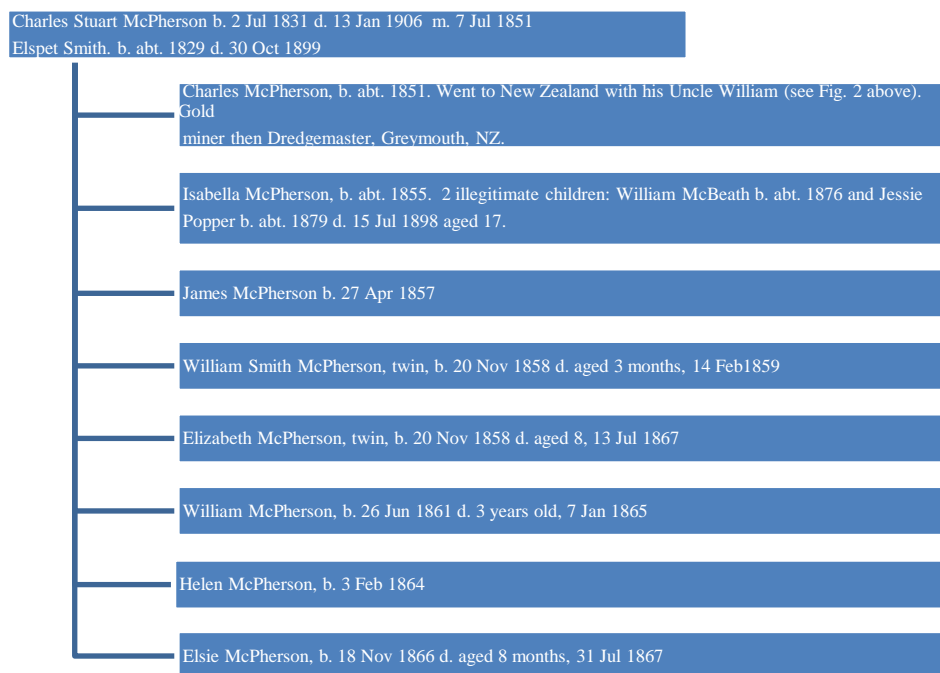 Charles Stuart McPherson b. 2 Jul 1831 d. 13 Jan 1906  m. 7 Jul 1851
Elspet Smith. b. abt. 1829 d. 30 Oct 1899
Charles McPherson, b. abt. 1851. Went to New Zealand with his Uncle William (see Fig. 2 above).
Gold
miner then Dredgemaster, Greymouth, NZ.
Isabella McPherson, b. abt. 1855.  2 illegitimate children: William McBeath b. abt. 1876 and Jessie
Popper b. abt. 1879 d. 15 Jul 1898 aged 17.
James McPherson b. 27 Apr 1857
William Smith McPherson, twin, b. 20 Nov 1858 d. aged 3 months, 14 Feb1859
Elizabeth McPherson, twin, b. 20 Nov 1858 d. aged 8, 13 Jul 1867
William McPherson, b. 26 Jun 1861 d. 3 years old, 7 Jan 1865
Helen McPherson, b. 3 Feb 1864
Elsie McPherson, b. 18 Nov 1866 d. aged 8 months, 31 Jul 1867